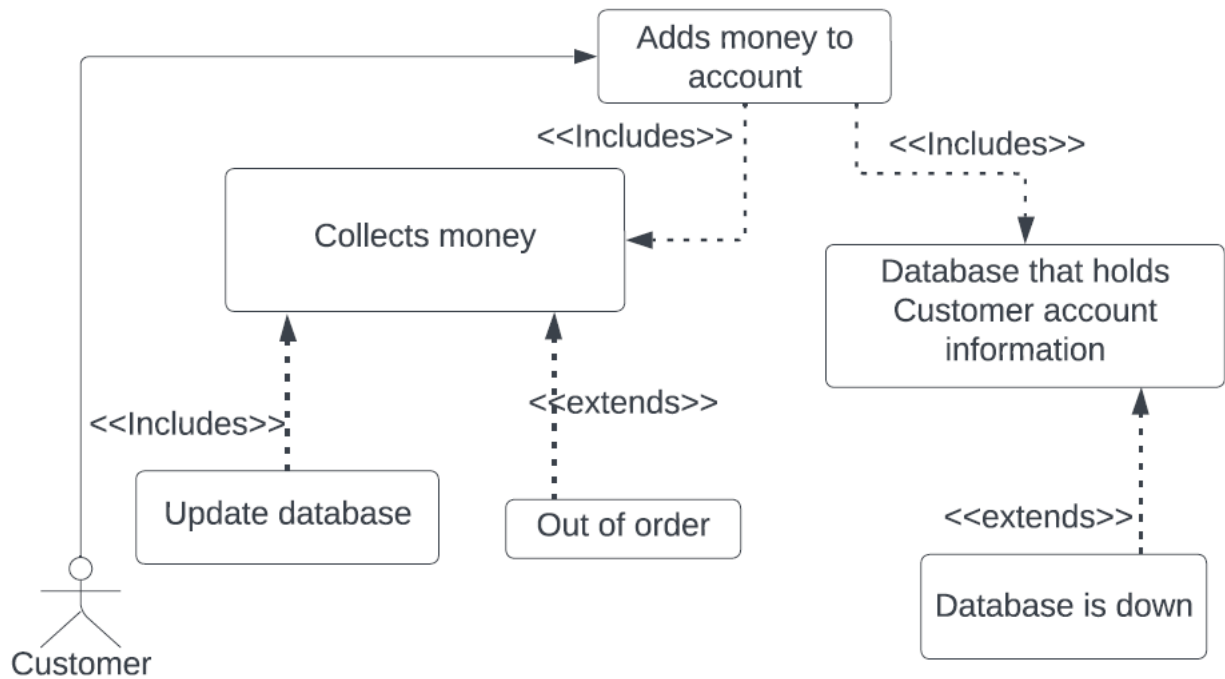 Adds money to
account
<<Includes>>
<<Includes>>
Collects money
Database that holds
Customer account
information
<<Includes>>
<<extends>>
Update database
Out of order
<<extends>>
Database is down
Customer